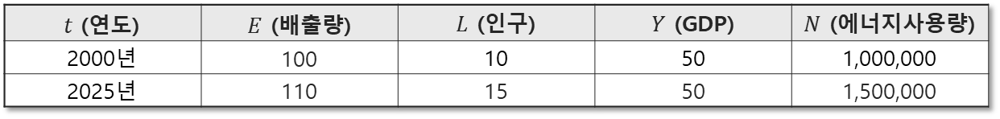 t (연도) E (배출량) L (인구) Y (GDP) N (에너지사용량)
2000년 100 10 50 1,000,000
2025년 110 15 50 1,500,000